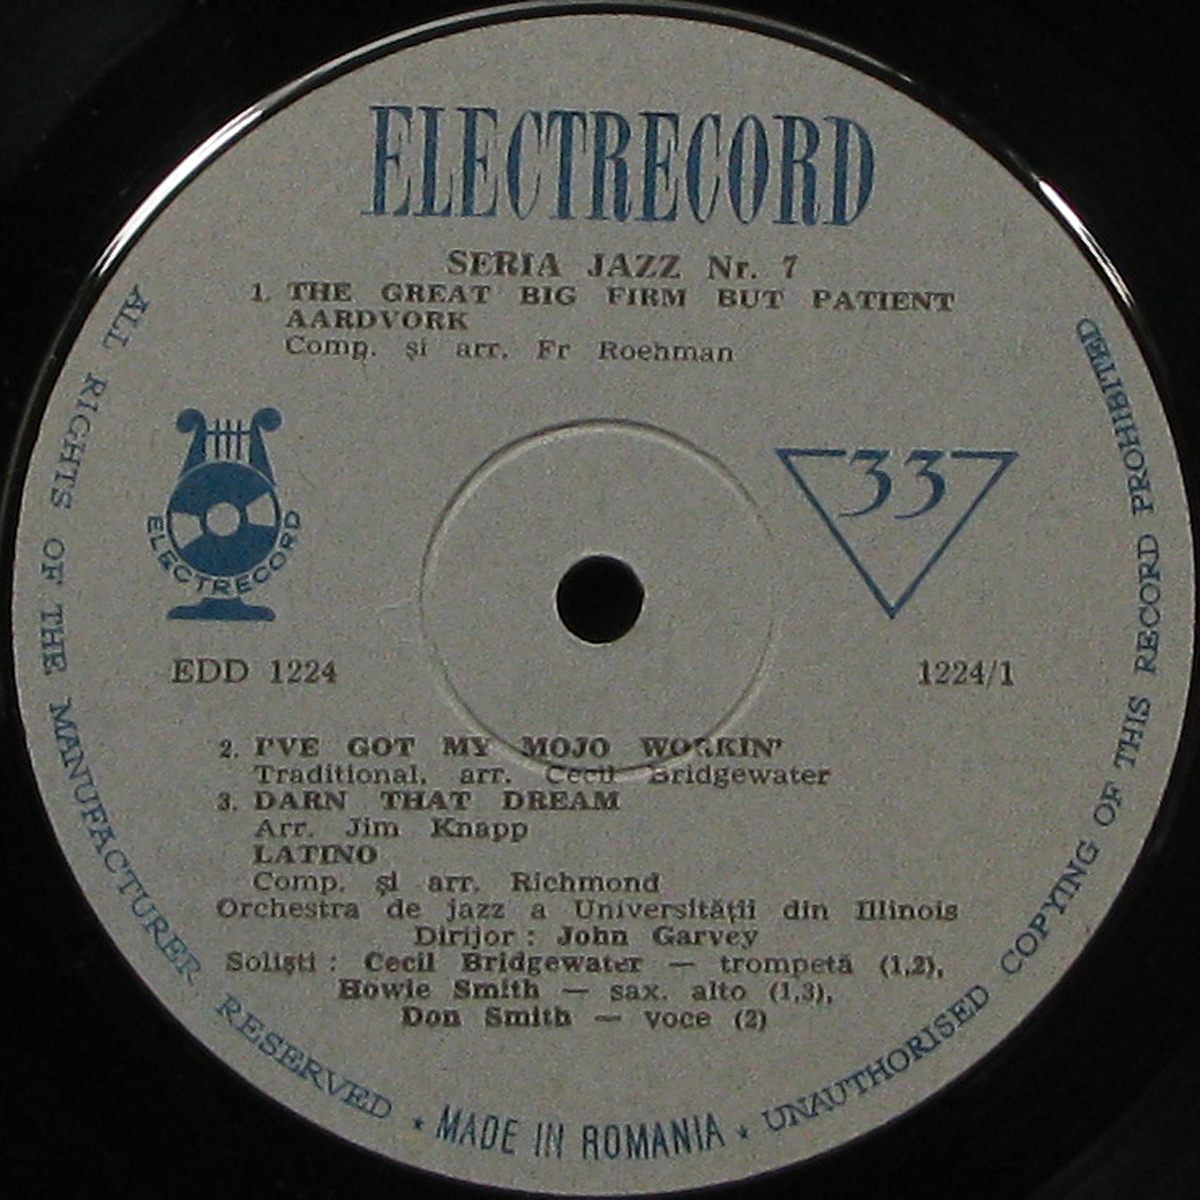 ELECTRECORD
SERIA JAZZ Nr. 7
1. THE GREAT BIG FIRM BUT PATIENT
AARDVORK
Comp. şi arr. Fr Roehman
ELECTRECORD
33
EDD 1224
1224/1
2. I'VE GOT MY MOJO WORKIN'
Traditional, arr. Cecil Bridgewater
3. DARN THAT DREAM
Arr. Jim Knapp
LATINO
Comp. şi arr. Richmond
Orchestra de jazz a Universităţii din Illinois
Dirijor : John Garvey
Solişti : Cecil Bridgewater — trompetă (1,2),
Howie Smith — sax. alto (1,3),
Don Smith — voce (2)
ALL RIGHTS OF THE MANUFACTURER RESERVED ★ MADE IN ROMANIA ★ UNAUTHORISED COPYING OF THIS RECORD PROHIBITED